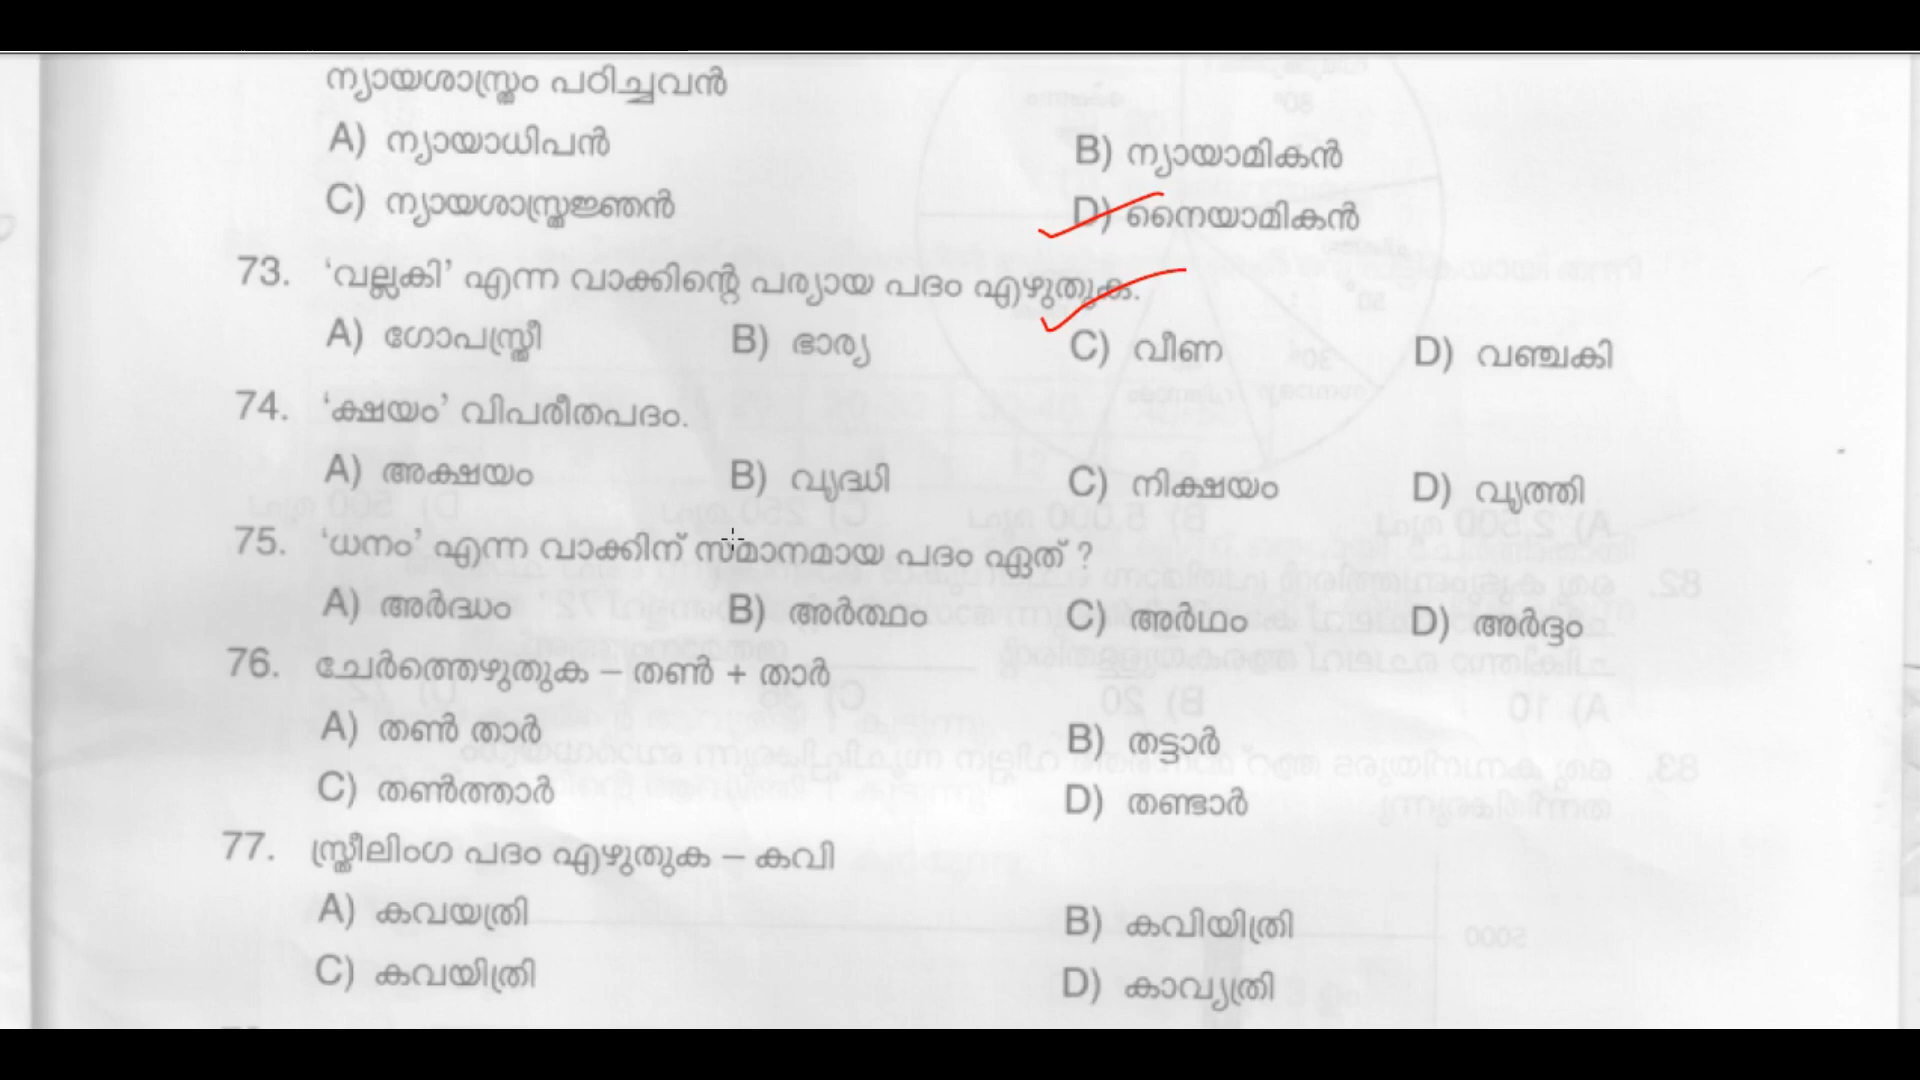 ന്യായശാസ്ത്രം പഠിച്ചവൻ
A) ന്യായാധിപൻ B) ന്യായാമികൻ
C) ന്യായശാസ്ത്രജ്ഞൻ D) നൈയാമികൻ
73. ‘വല്ലകി’ എന്ന വാക്കിന്റെ പര്യായ പദം എഴുതുക.
A) ഗോപസ്ത്രീ B) ഭാര്യ C) വീണ D) വഞ്ചകി
74. ‘ക്ഷയം’ വിപരീതപദം.
A) അക്ഷയം B) വൃദ്ധി C) നിക്ഷയം D) വൃത്തി
75. ‘ധനം’ എന്ന വാക്കിന് സമാനമായ പദം ഏത് ?
A) അർദ്ധം B) അർത്ഥം C) അർഥം D) അർദ്ദം
76. ചേർത്തെഴുതുക – തൺ + താർ
A) തൺ താർ B) തട്ടാർ
C) തൺത്താർ D) തണ്ടാർ
77. സ്ത്രീലിംഗ പദം എഴുതുക – കവി
A) കവയത്രി B) കവിയിത്രി
C) കവയിത്രി D) കാവ്യത്രി